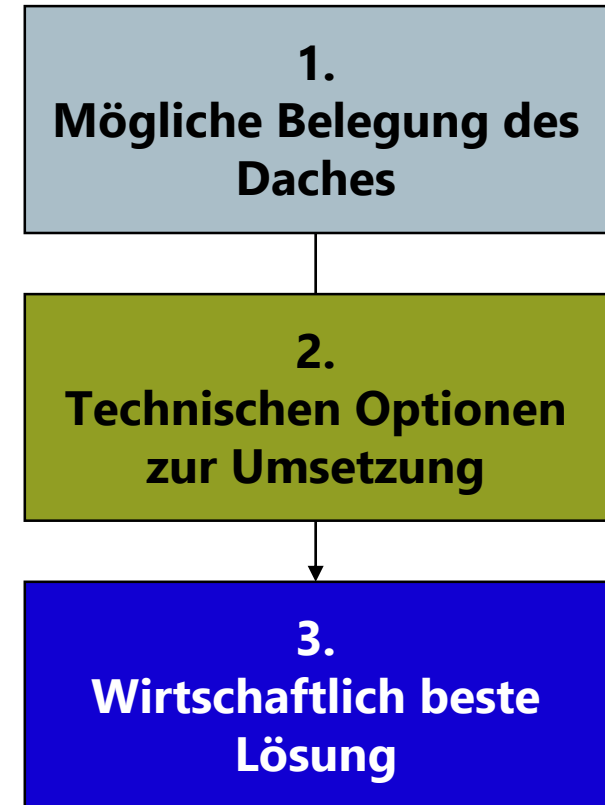 1.
Mögliche Belegung des
Daches
2.
Technischen Optionen
zur Umsetzung
3.
Wirtschaftlich beste
Lösung